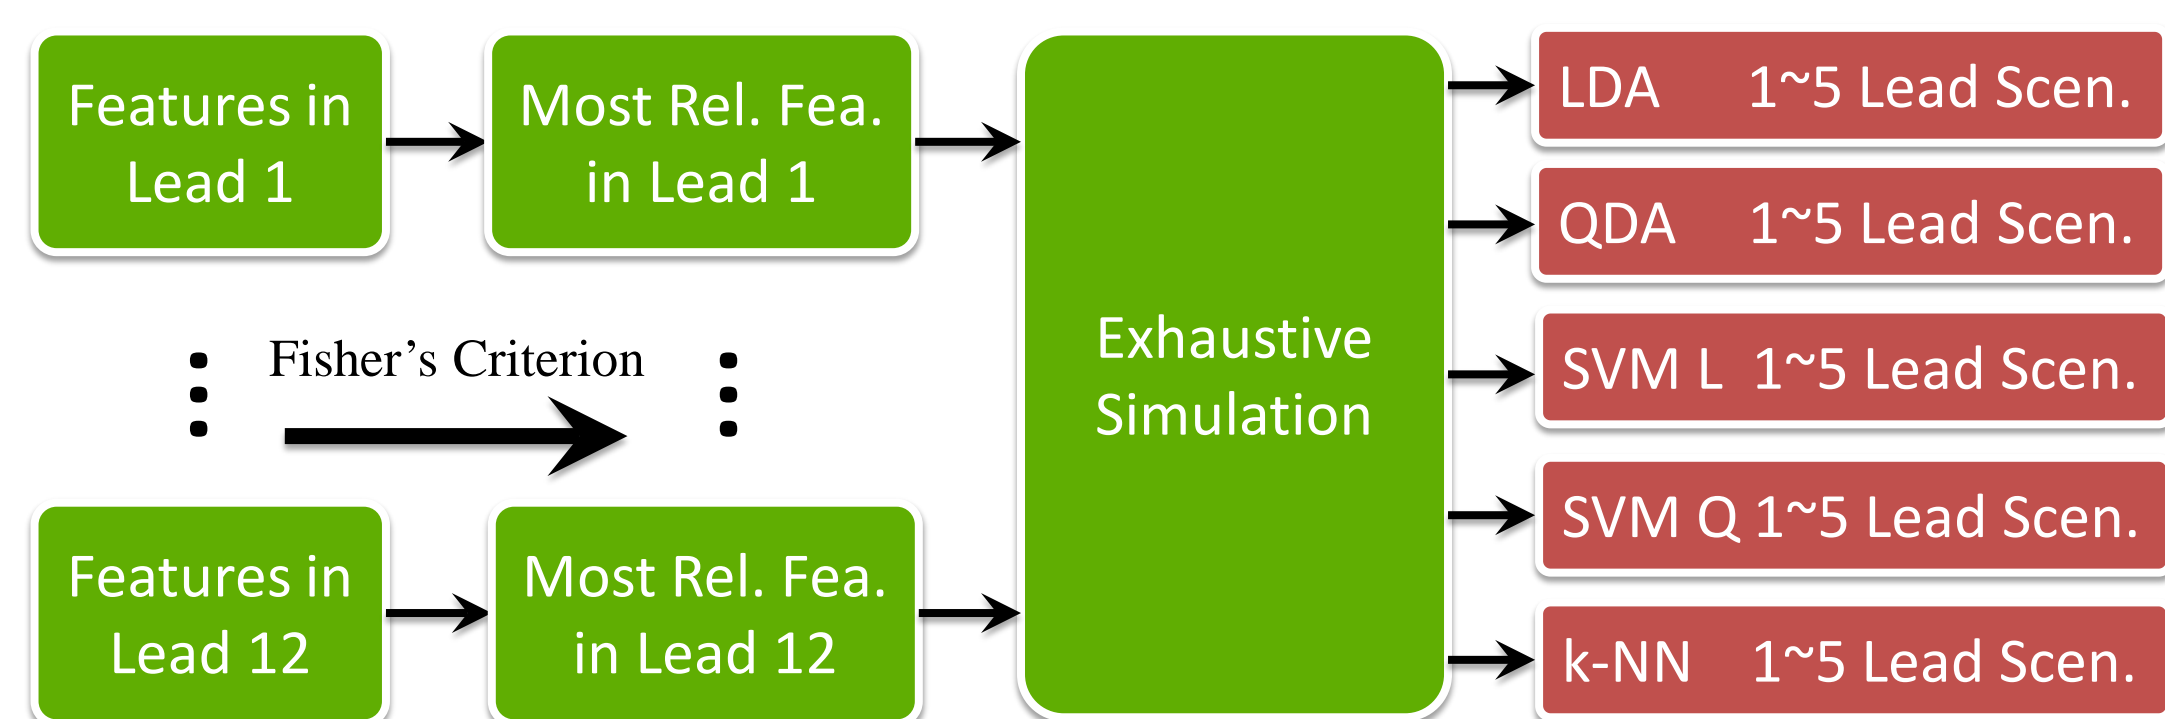 Features in
Lead 1
Most Rel. Fea.
in Lead 1
Fisher’s Criterion
Features in
Lead 12
Most Rel. Fea.
in Lead 12
Exhaustive
Simulation
LDA 1~5 Lead Scen.
QDA 1~5 Lead Scen.
SVM L 1~5 Lead Scen.
SVM Q 1~5 Lead Scen.
k-NN 1~5 Lead Scen.